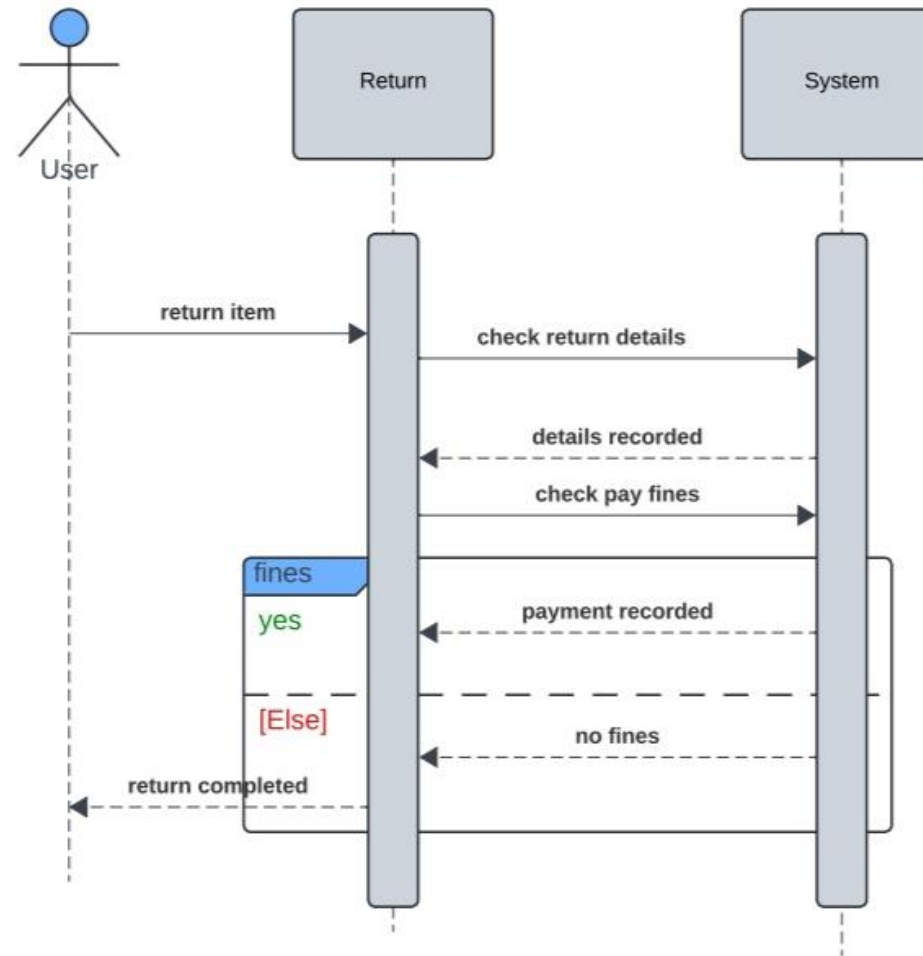 Return
System
User
return item
check return details
details recorded
check pay fines
fines
yes
payment recorded
[Else]
no fines
return completed